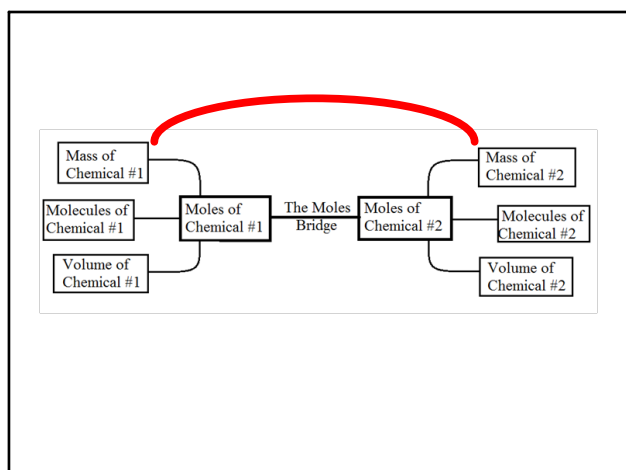 Mass of
Chemical #1
Molecules of
Chemical #1
Volume of
Chemical #1
Moles of
Chemical #1
The Moles
Bridge
Moles of
Chemical #2
Mass of
Chemical #2
Molecules of
Chemical #2
Volume of
Chemical #2